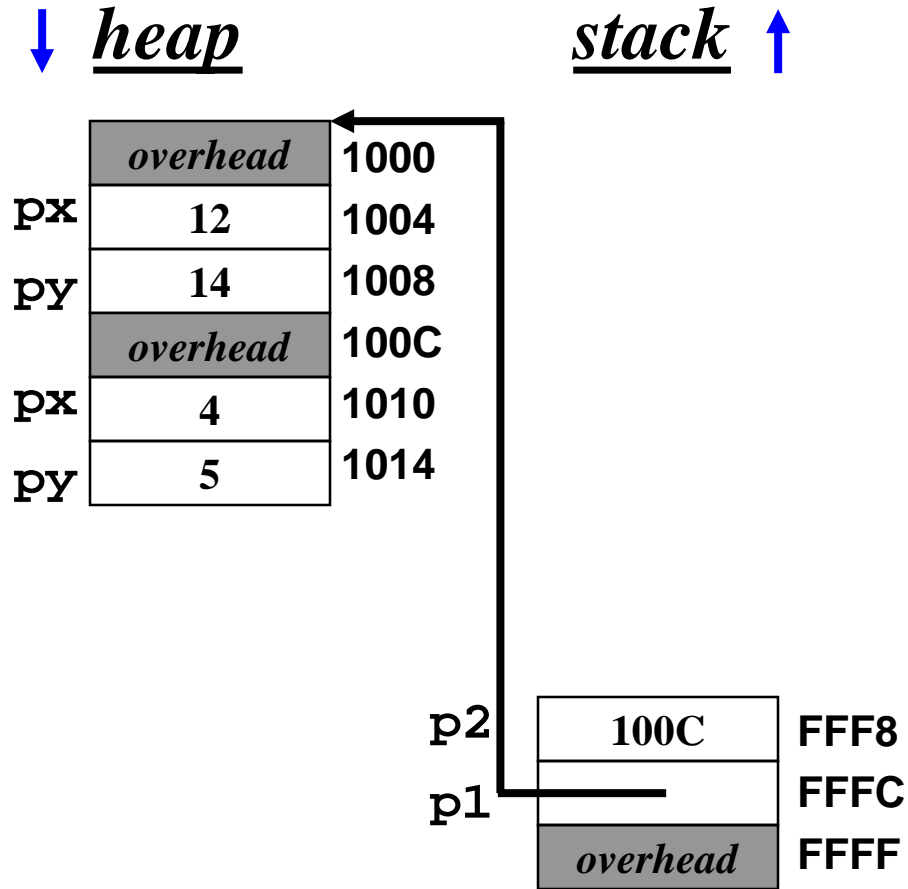 heap stack
overhead 1000
px 12 1004
py 14 1008
overhead 100C
px 4 1010
py 5 1014
p2 100C FFF8
p1 FFFC
overhead FFFF